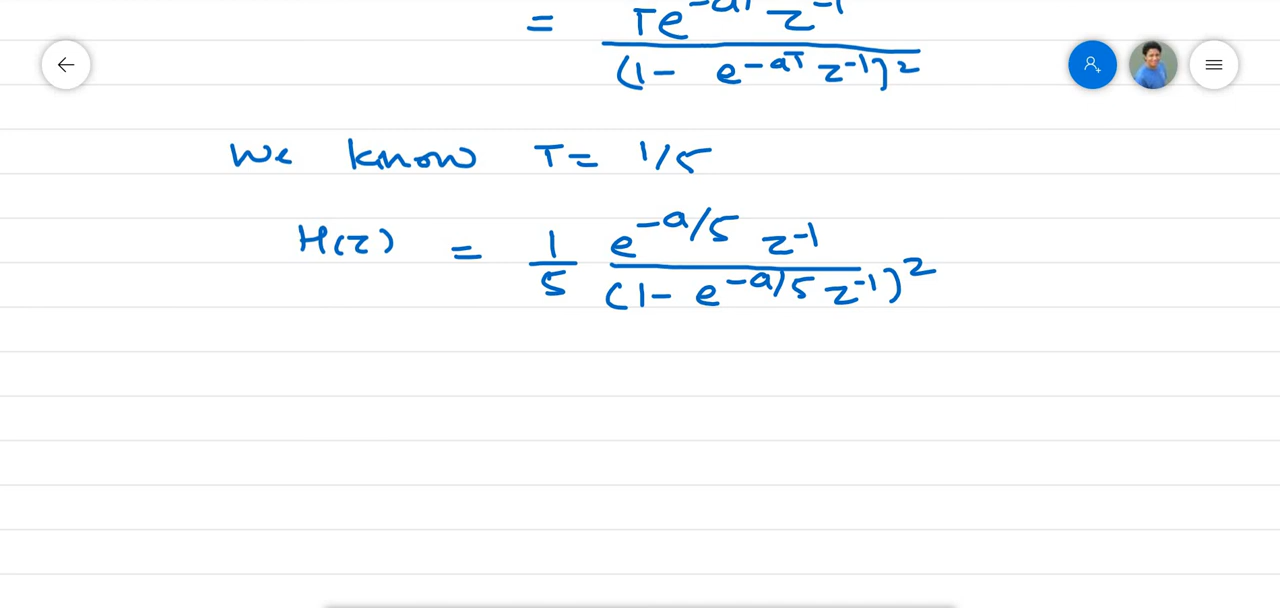 = Te^{-aT} z^{-1} / (1 - e^{-aT} z^{-1})^2
We know T = 1/5
H(z) = 1/5 e^{-a/5} z^{-1} / (1 - e^{-a/5} z^{-1})^2